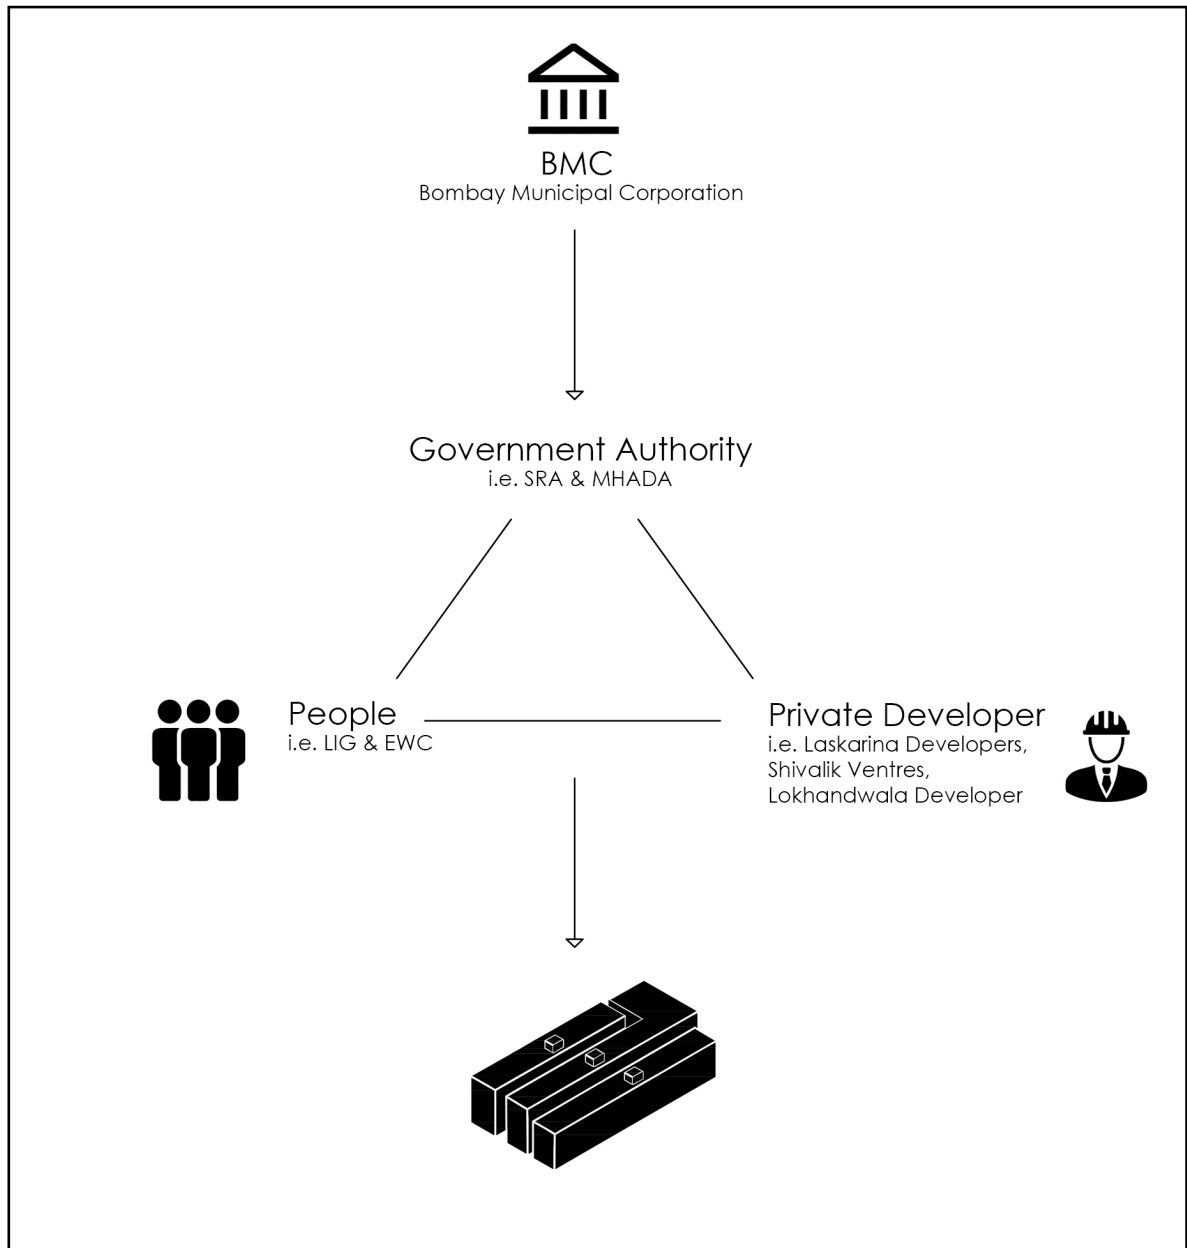 BMC
Bombay Municipal Corporation
Government Authority
i.e. SRA & MHADA
People
i.e. LIG & EWC
Private Developer
i.e. Laskarina Developers,
Shivalik Ventres,
Lokhandwala Developer